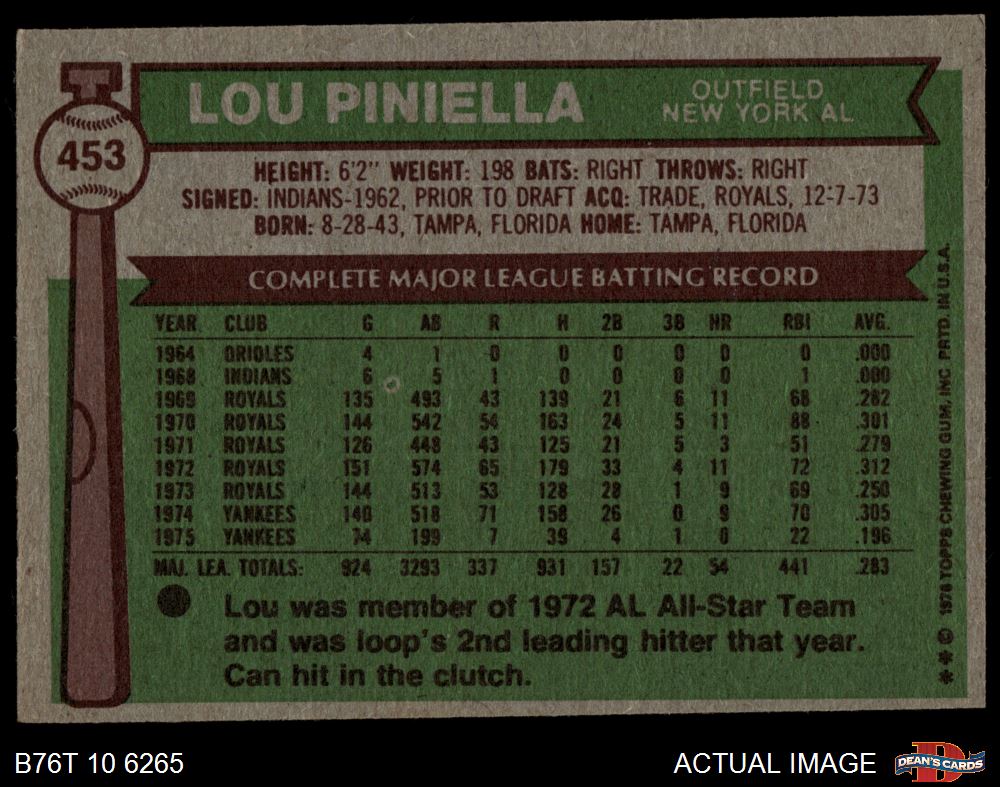 LOU PINIELLA
OUTFIELD
NEW YORK AL
453
HEIGHT: 6'2" WEIGHT: 198 BATS: RIGHT THROWS: RIGHT
SIGNED: INDIANS-1962, PRIOR TO DRAFT ACQ: TRADE, ROYALS, 12-7-73
BORN: 8-28-43, TAMPA, FLORIDA HOME: TAMPA, FLORIDA
COMPLETE MAJOR LEAGUE BATTING RECORD
YEAR CLUB G AB R H 2B 3B HR RBI AVG.
1964 ORIOLES 4 1 0 0 0 0 0 0 .000
1968 INDIANS 6 5 1 0 0 0 0 1 .000
1969 ROYALS 135 493 43 139 21 6 11 68 .282
1970 ROYALS 144 542 54 163 24 5 11 88 .301
1971 ROYALS 126 448 43 125 21 5 3 51 .279
1972 ROYALS 151 574 65 179 33 4 11 72 .312
1973 ROYALS 144 513 53 128 28 1 9 69 .250
1974 YANKEES 140 518 71 158 26 0 9 70 .305
1975 YANKEES 74 199 7 39 4 1 0 22 .196
MAJ. LEA. TOTALS: 924 3293 337 931 157 22 54 441 .283
Lou was member of 1972 AL All-Star Team
and was loop's 2nd leading hitter that year.
Can hit in the clutch.
* * © 1976 TOPPS CHEWING GUM, INC. PRTD. IN U.S.A.
B76T 10 6265
ACTUAL IMAGE
DEAN'S CARDS